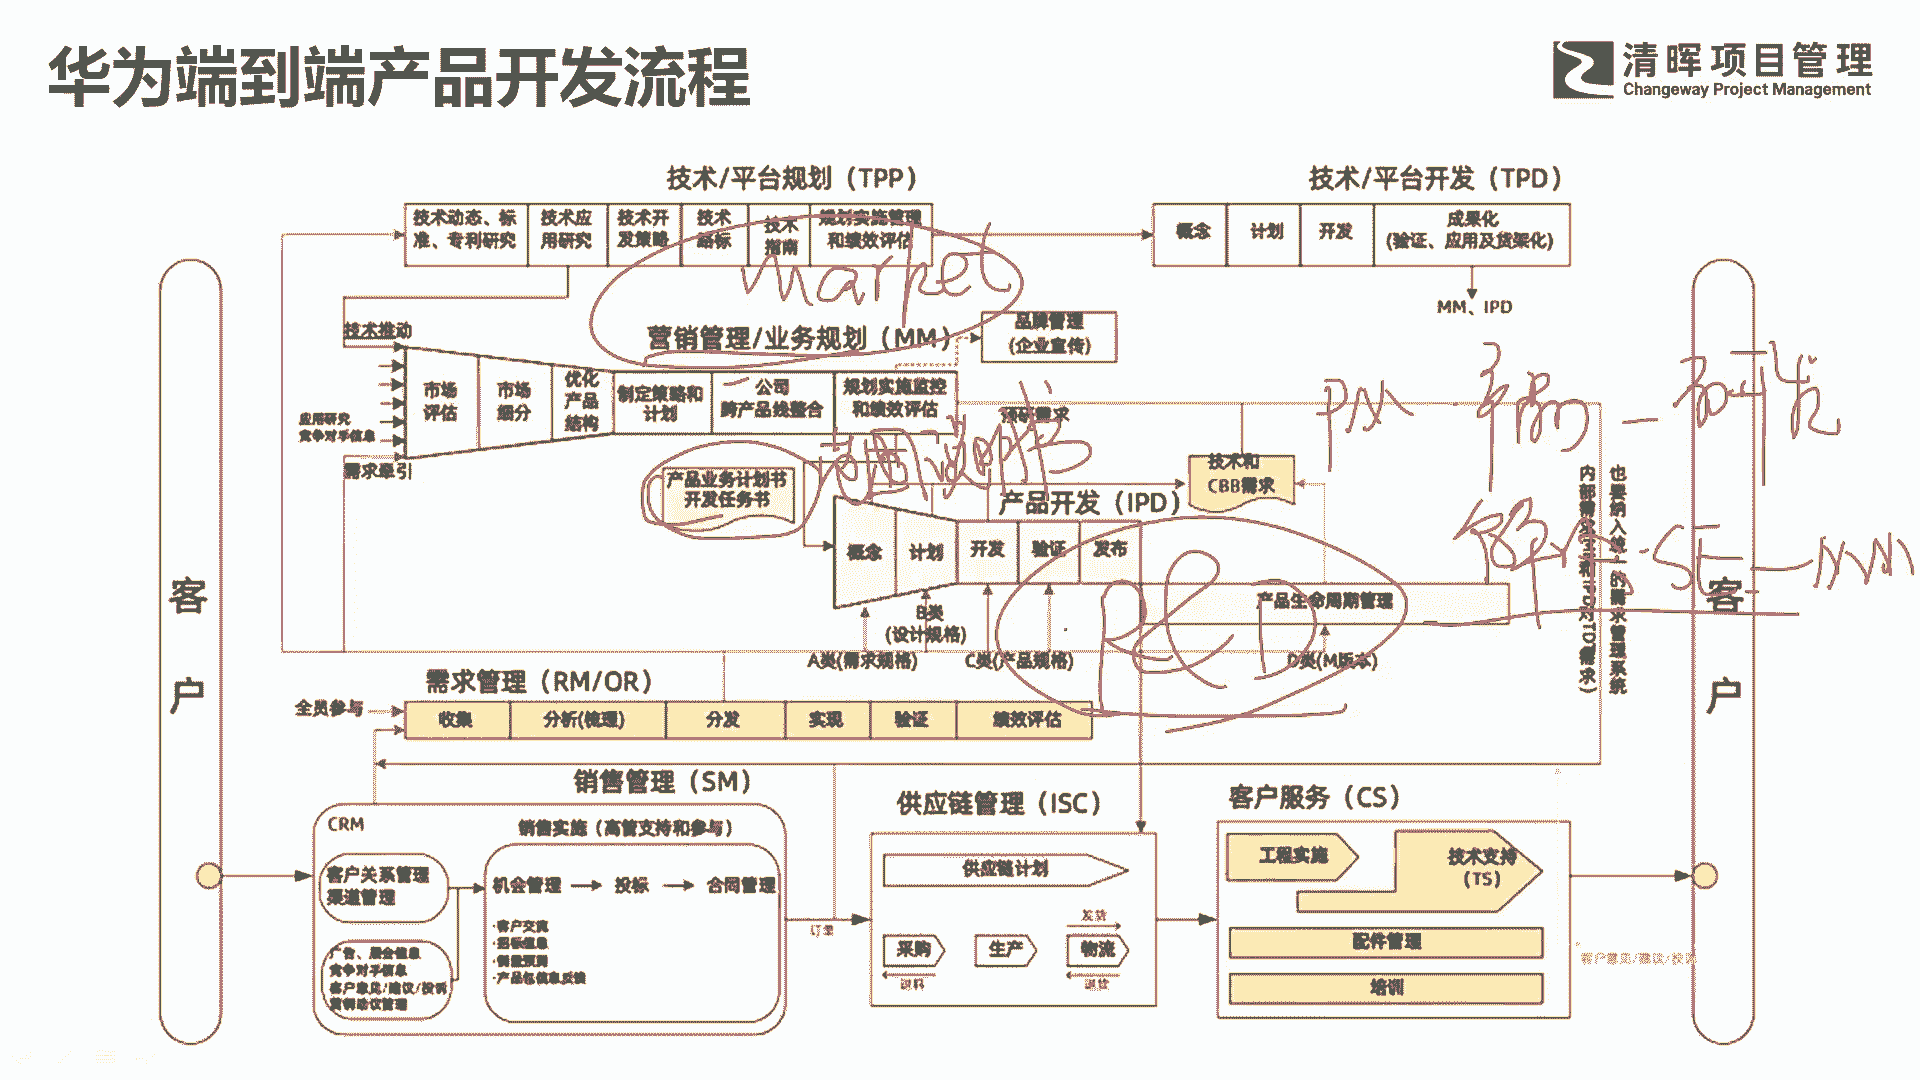 华为端到端产品开发流程
清晖项目管理
Changeway Project Management
技术/平台规划（TPP）
技术动态、标
准、专利研究
技术应
用研究
技术开
发策略
技术
路标
技术
指南
规划实施管理
和绩效评估
技术/平台开发（TPD）
概念
计划
开发
成果化
(验证、应用及货架化)
MM、IPD
market
技术推动
营销管理/业务规划（MM）
品牌管理
(企业宣传)
市场
评估
市场
细分
优化
产品
结构
制定策略和
计划
公司
跨产品线整合
规划实施监控
和绩效评估
应用研究
竞争对手信息
需求牵引
预研需求
PM
产品业务计划书
开发任务书
技术和
CBB需求
产品开发（IPD）
概念
计划
开发
验证
发布
产品生命周期管理
SE
MM
R&D
B类
(设计规格)
A类(需求规格)
C类(产品规格)
D类(M版本)
也要纳入统一的需求管理系统
客户
客户
需求管理（RM/OR）
全员参与
收集
分析(梳理)
分发
实现
验证
绩效评估
销售管理（SM）
CRM
销售实施（高管支持和参与）
客户关系管理
渠道管理
广告、展会信息
竞争对手信息
客户意见/建议/投诉
营销培议管理
机会管理
投标
合同管理
·客户交流
·招标信息
·销量预测
·产品包信息反馈
订单
供应链管理（ISC）
供应链计划
发货
采购
生产
物流
退料
退货
客户服务（CS）
工程实施
技术支持
（TS）
配件管理
培训
客户意见/建议/投诉